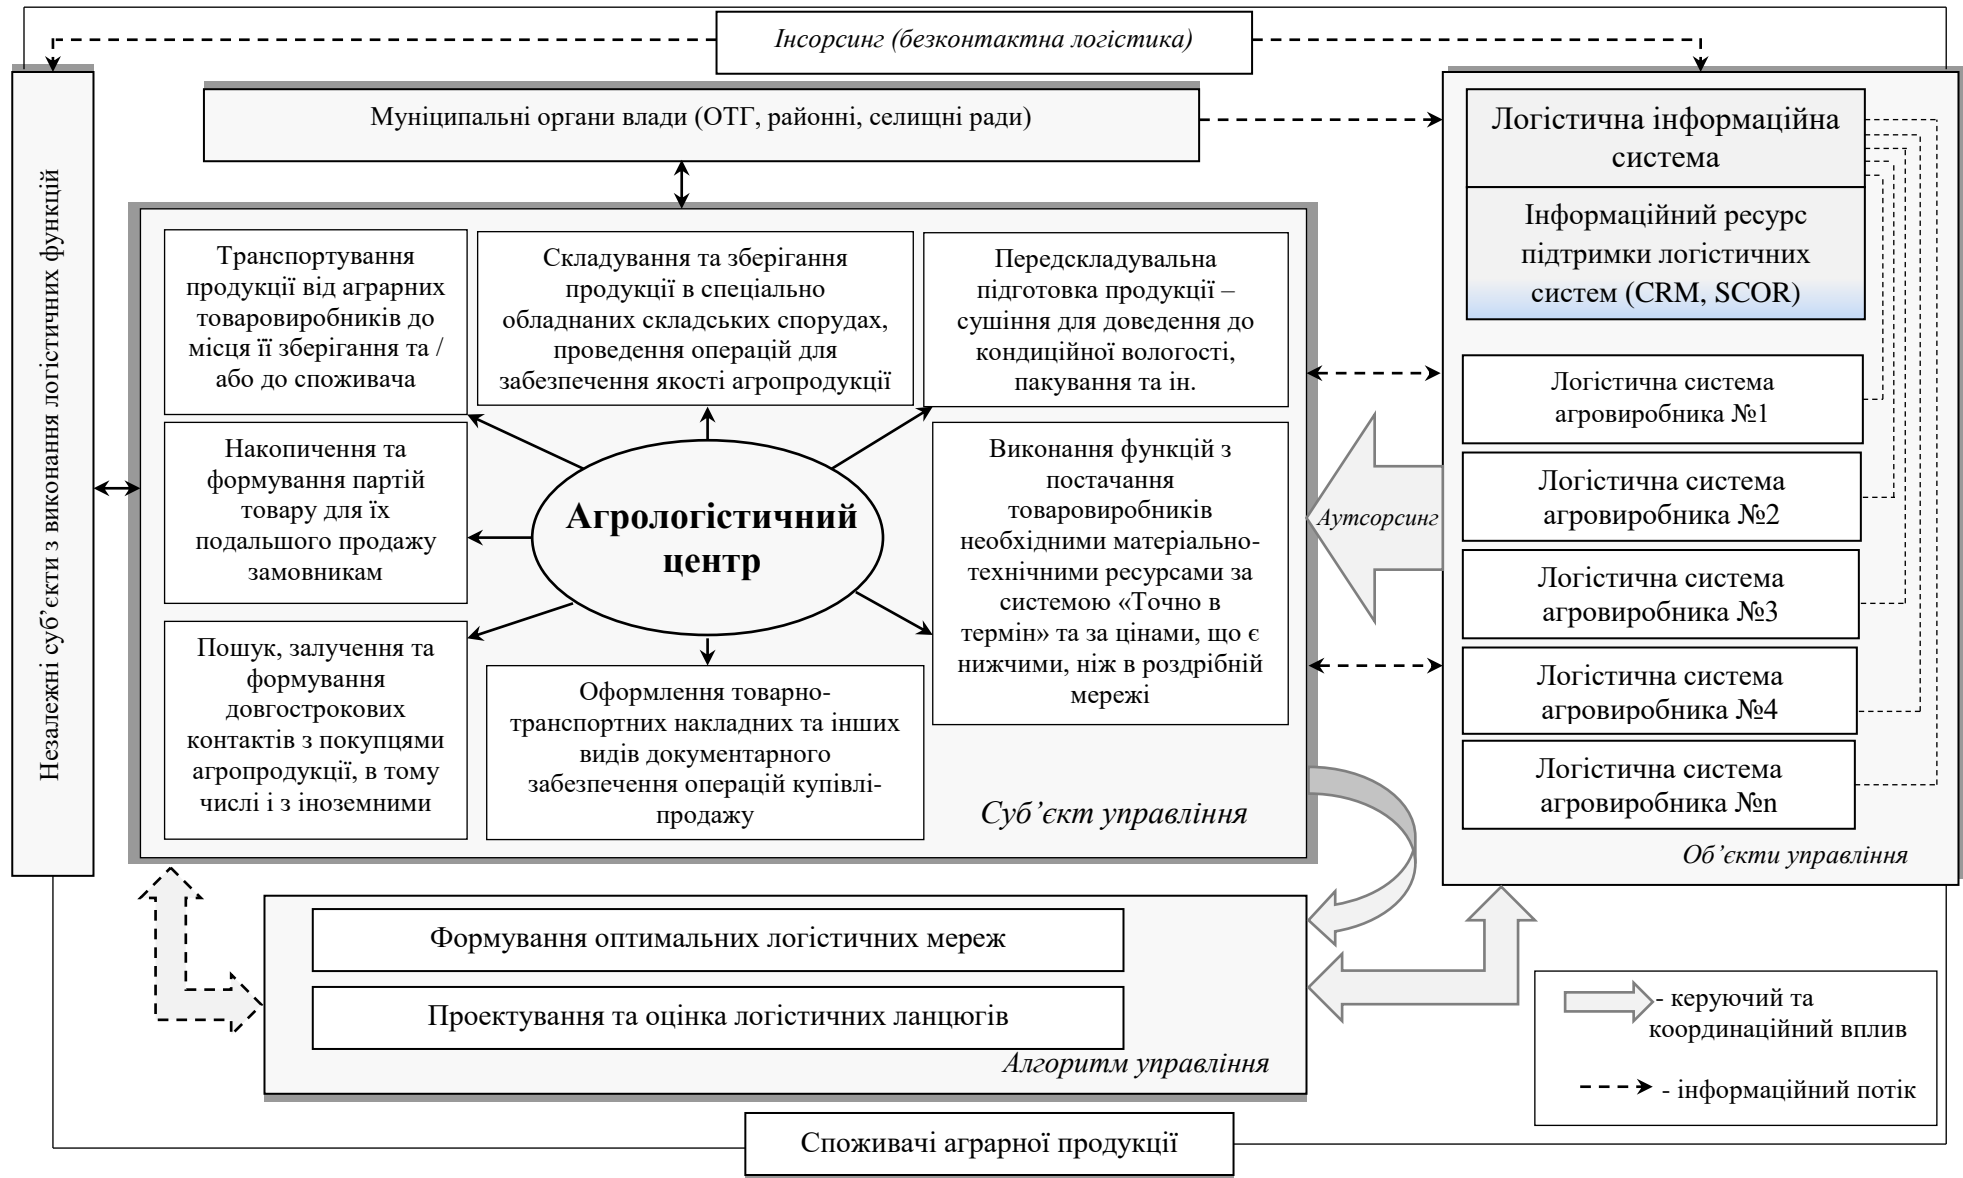 Інсорсинг (безконтактна логістика)
Муніципальні органи влади (ОТГ, районні, селищні ради)
Незалежні суб’єкти з виконання логістичних функцій
Транспортування
продукції від аграрних
товаровиробників до
місця її зберігання та /
або до споживача
Складування та зберігання
продукції в спеціально
обладнаних складських спорудах,
проведення операцій для
забезпечення якості агропродукції
Передскладувальна
підготовка продукції –
сушіння для доведення до
кондиційної вологості,
пакування та ін.
Накопичення та
формування партій
товару для їх
подальшого продажу
замовникам
Агрологістичний
центр
Виконання функцій з
постачання
товаровиробників
необхідними матеріально-
технічними ресурсами за
системою «Точно в
термін» та за цінами, що є
нижчими, ніж в роздрібній
мережі
Пошук, залучення та
формування
довгострокових
контактів з покупцями
агропродукції, в тому
числі і з іноземними
Оформлення товарно-
транспортних накладних та інших
видів документарного
забезпечення операцій купівлі-
продажу
Суб’єкт управління
Аутсорсинг
Логістична інформаційна
система
Інформаційний ресурс
підтримки логістичних
систем (CRM, SCOR)
Логістична система
агровиробника №1
Логістична система
агровиробника №2
Логістична система
агровиробника №3
Логістична система
агровиробника №4
Логістична система
агровиробника №n
Об’єкти управління
Формування оптимальних логістичних мереж
Проектування та оцінка логістичних ланцюгів
Алгоритм управління
- керуючий та
координаційний вплив
- інформаційний потік
Споживачі аграрної продукції